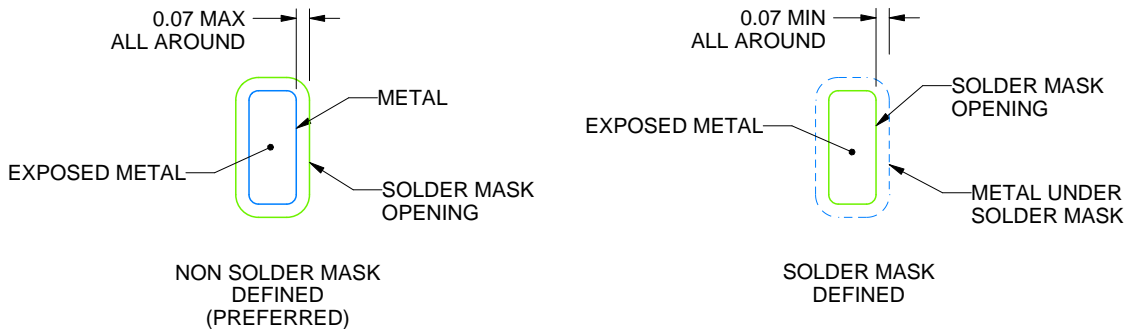 0.07 MAX
ALL AROUND
METAL
EXPOSED METAL
SOLDER MASK
OPENING
NON SOLDER MASK
DEFINED
(PREFERRED)
0.07 MIN
ALL AROUND
SOLDER MASK
OPENING
EXPOSED METAL
METAL UNDER
SOLDER MASK
SOLDER MASK
DEFINED